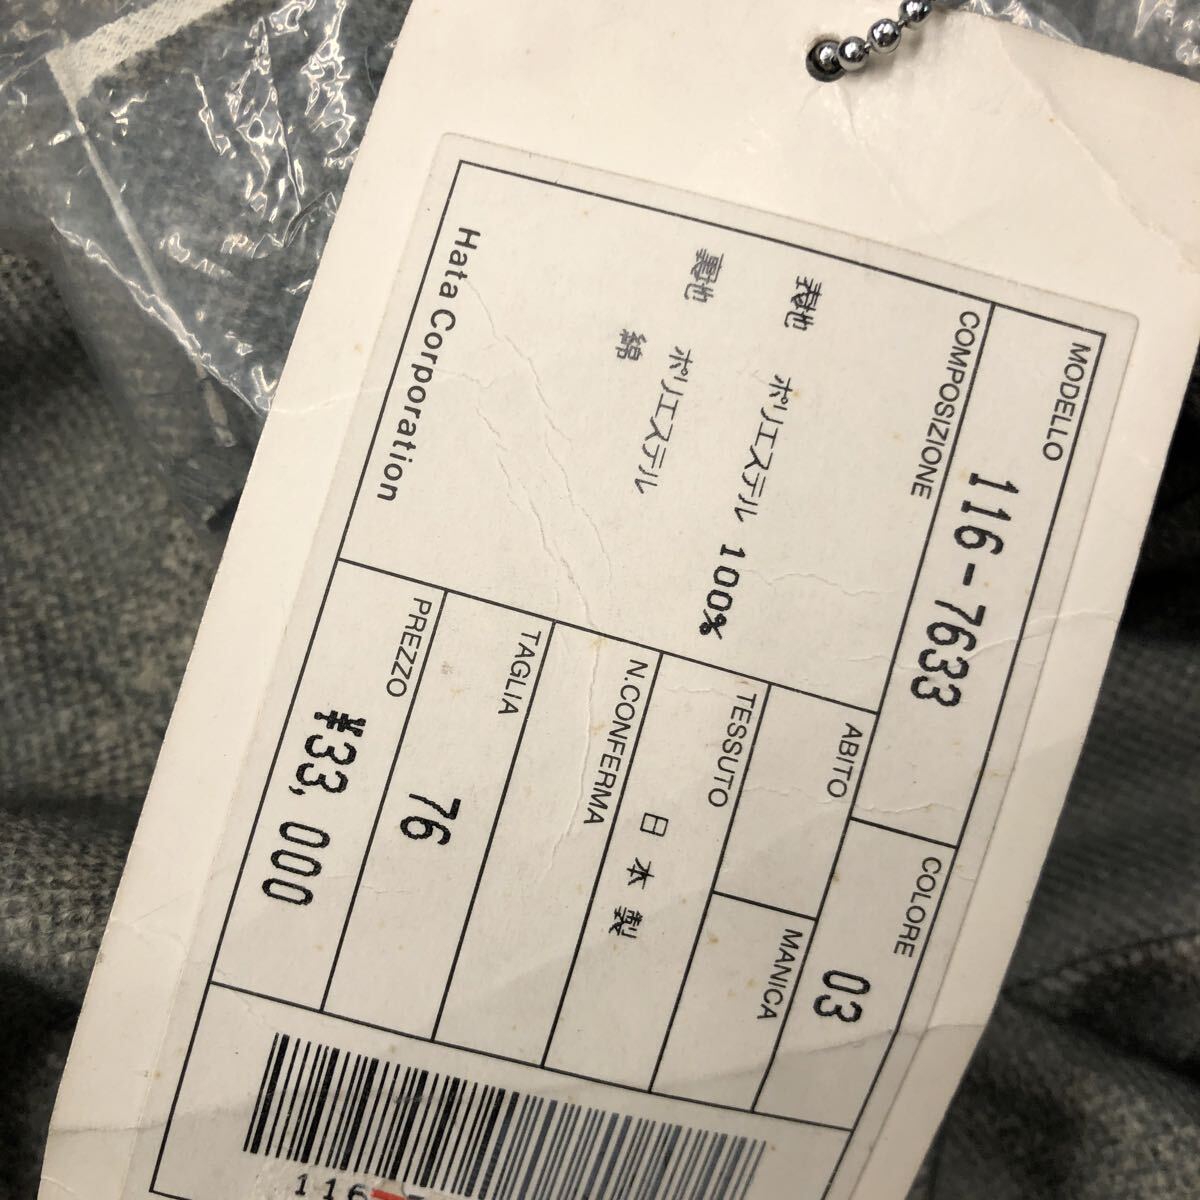 MODELLO
116-7633
COLORE
03
COMPOSIZIONE
表地 ポリエステル 100%
裏地 ポリエステル
綿
Hata Corporation
ABITO
MANICA
TESSUTO
N.CONFERMA
日本製
TAGLIA
76
PREZZO
¥33,000
116